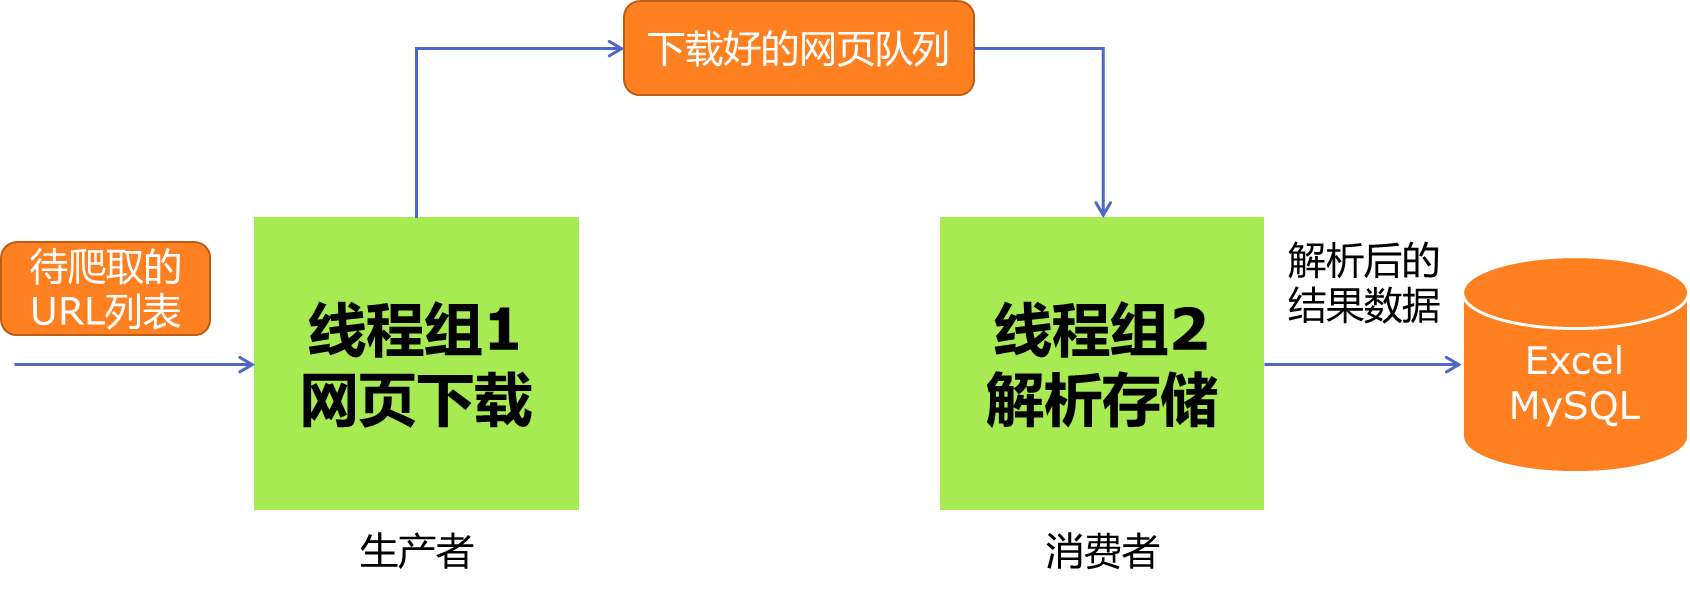 下载好的网页队列
待爬取的
URL列表
线程组1
网页下载
生产者
线程组2
解析存储
消费者
解析后的
结果数据
Excel
MySQL